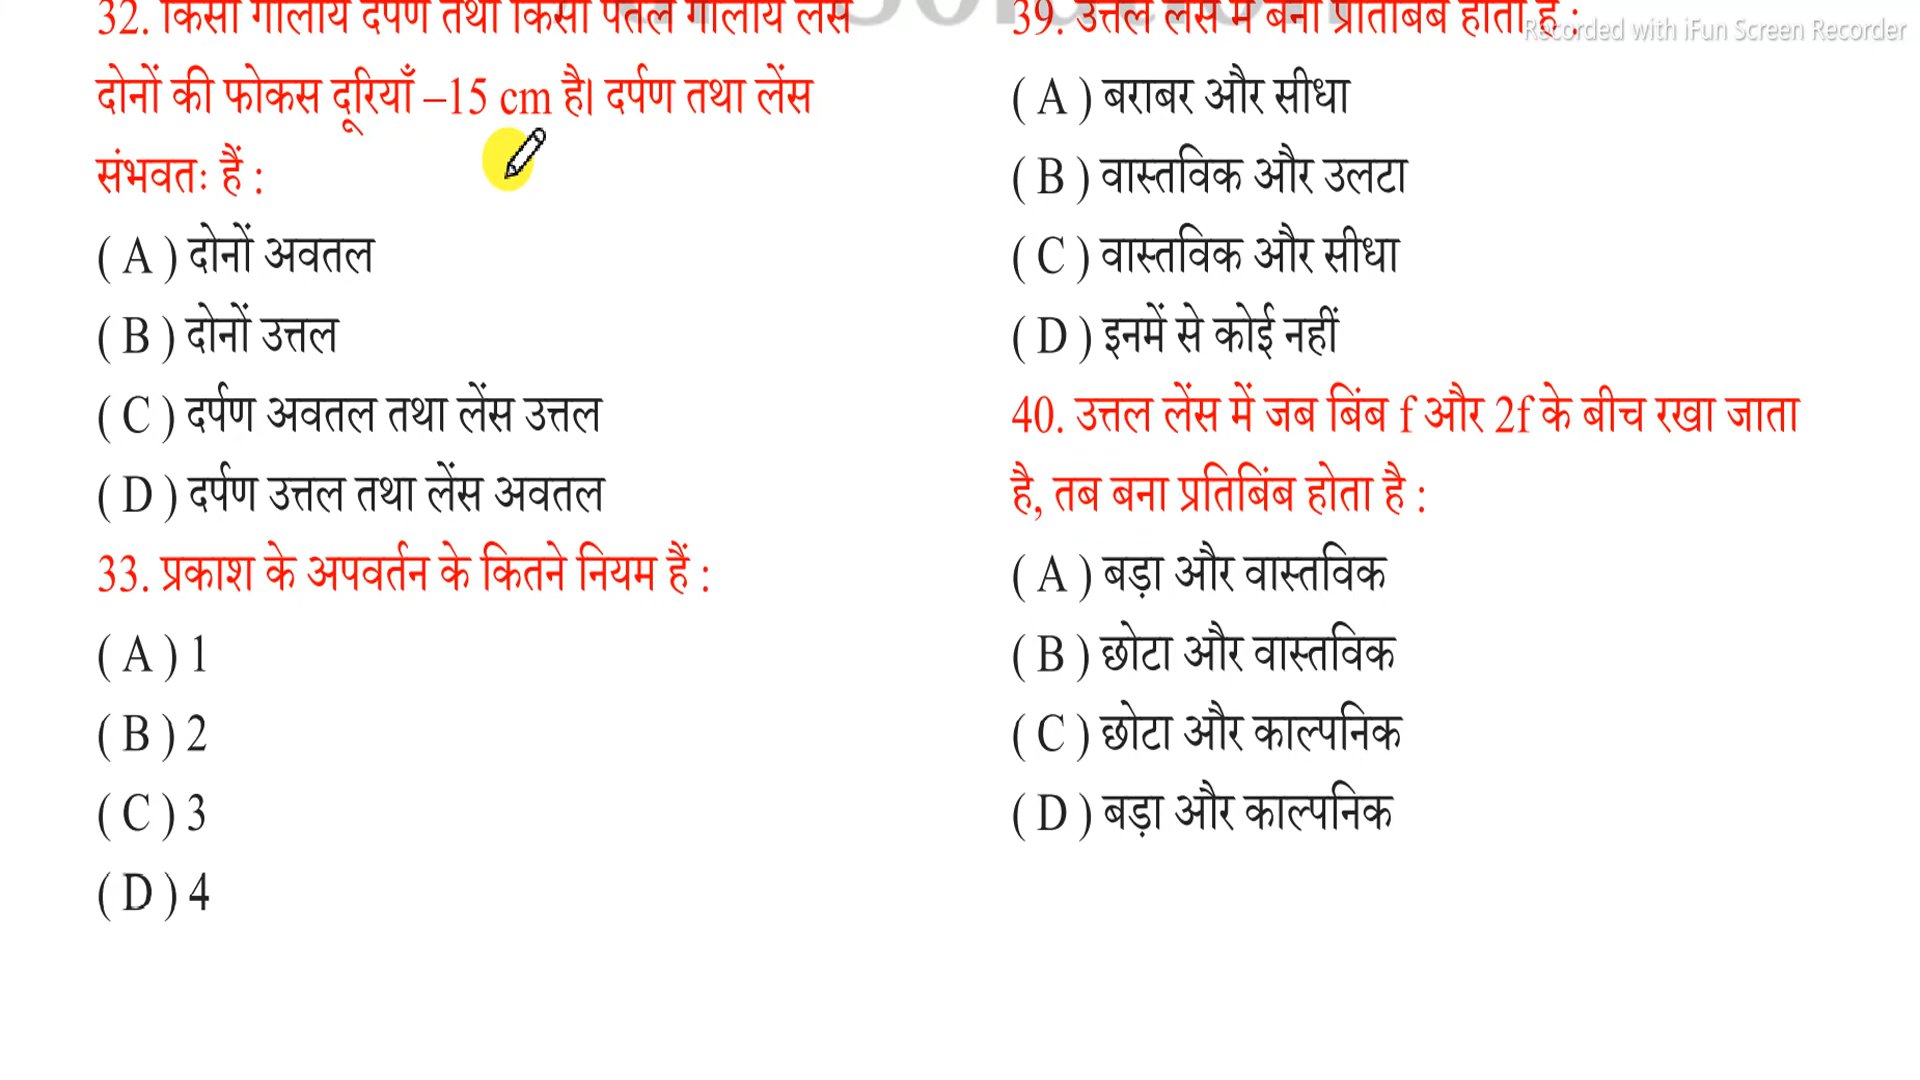 32. किसी गोलीय दर्पण तथा किसी पतले गोलीय लेंस
दोनों की फोकस दूरियाँ –15 cm है। दर्पण तथा लेंस
संभवतः हैं :
( A ) दोनों अवतल
( B ) दोनों उत्तल
( C ) दर्पण अवतल तथा लेंस उत्तल
( D ) दर्पण उत्तल तथा लेंस अवतल
33. प्रकाश के अपवर्तन के कितने नियम हैं :
( A ) 1
( B ) 2
( C ) 3
( D ) 4
39. उत्तल लेंस में बना प्रतिबिंब होता है :
Recorded with iFun Screen Recorder
( A ) बराबर और सीधा
( B ) वास्तविक और उलटा
( C ) वास्तविक और सीधा
( D ) इनमें से कोई नहीं
40. उत्तल लेंस में जब बिंब f और 2f के बीच रखा जाता
है, तब बना प्रतिबिंब होता है :
( A ) बड़ा और वास्तविक
( B ) छोटा और वास्तविक
( C ) छोटा और काल्पनिक
( D ) बड़ा और काल्पनिक